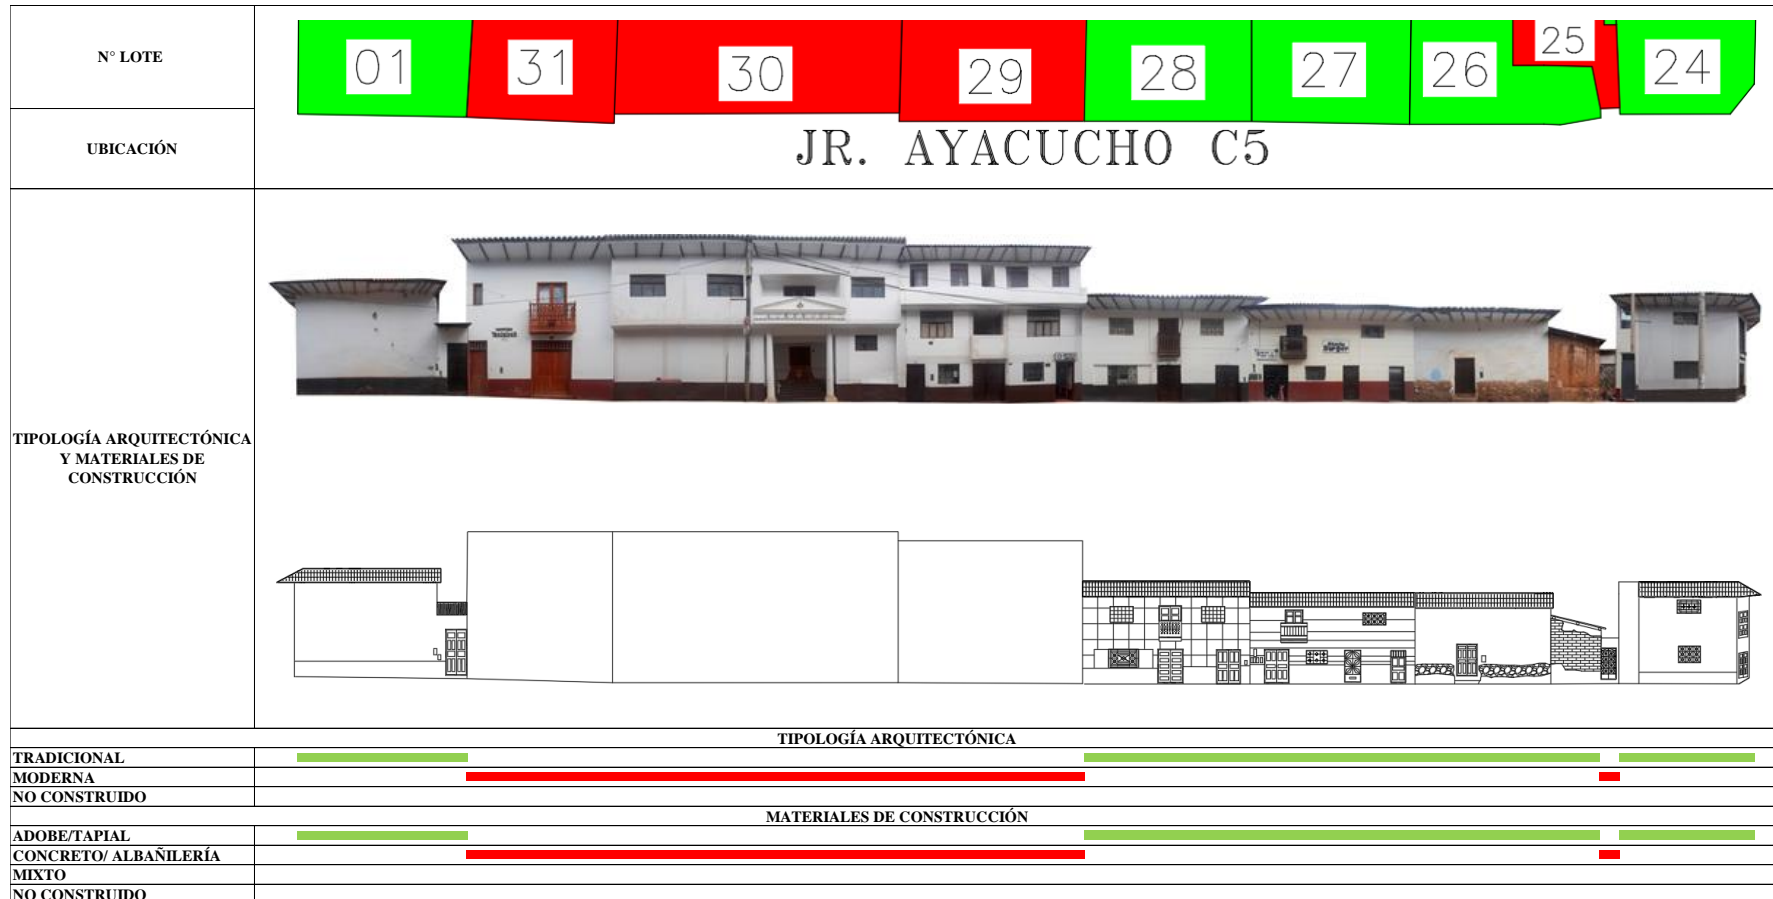 N° LOTE
01 31 30 29 28 27 26 25 24
UBICACIÓN
JR. AYACUCHO C5
TIPOLOGÍA ARQUITECTÓNICA
Y MATERIALES DE
CONSTRUCCIÓN
TIPOLOGÍA ARQUITECTÓNICA
TRADICIONAL
MODERNA
NO CONSTRUIDO
MATERIALES DE CONSTRUCCIÓN
ADOBE/TAPIAL
CONCRETO/ ALBAÑILERÍA
MIXTO
NO CONSTRUIDO